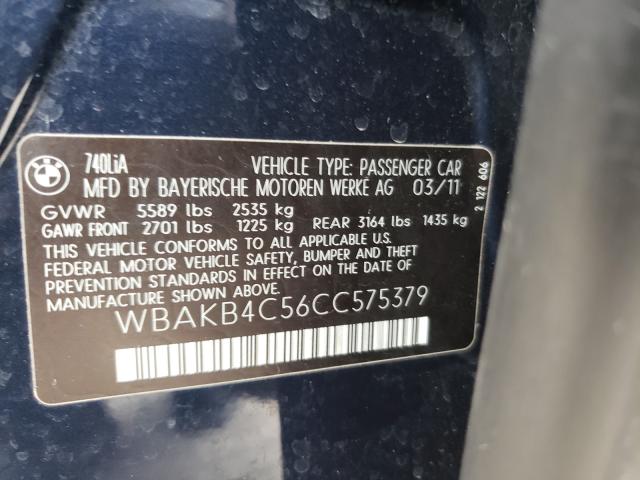 BMW
740LiA
VEHICLE TYPE: PASSENGER CAR
MFD BY BAYERISCHE MOTOREN WERKE AG 03/11
GVWR 5589 lbs 2535 kg
GAWR FRONT 2701 lbs 1225 kg REAR 3164 lbs 1435 kg
THIS VEHICLE CONFORMS TO ALL APPLICABLE U.S.
FEDERAL MOTOR VEHICLE SAFETY, BUMPER AND THEFT
PREVENTION STANDARDS IN EFFECT ON THE DATE OF
MANUFACTURE SHOWN ABOVE.
WBAKB4C56CC575379
2 122 606